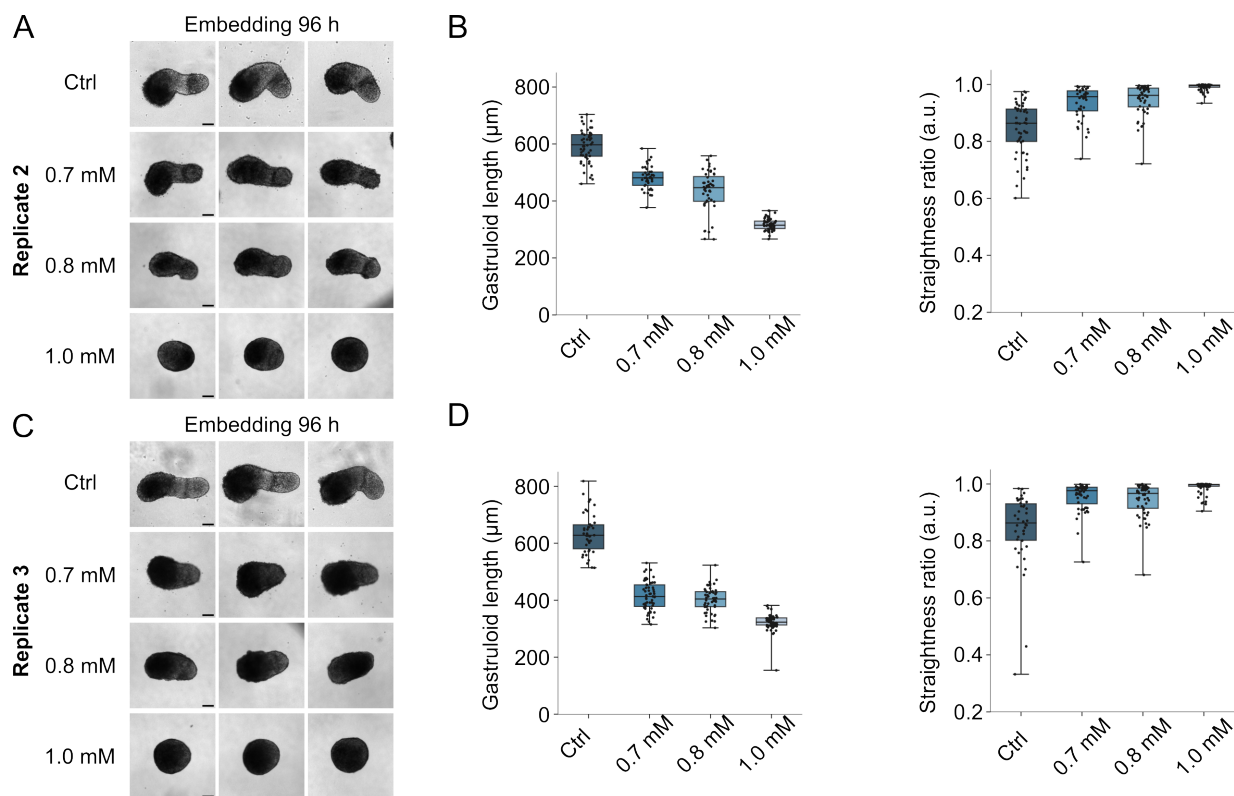 A
Embedding 96 h
Replicate 2
Ctrl
0.7 mM
0.8 mM
1.0 mM
B
Gastruloid length (μm)
800
600
400
200
0
Ctrl
0.7 mM
0.8 mM
1.0 mM
Straightness ratio (a.u.)
1.0
0.8
0.6
0.4
0.2
Ctrl
0.7 mM
0.8 mM
1.0 mM
C
Embedding 96 h
Replicate 3
Ctrl
0.7 mM
0.8 mM
1.0 mM
D
Gastruloid length (μm)
800
600
400
200
0
Ctrl
0.7 mM
0.8 mM
1.0 mM
Straightness ratio (a.u.)
1.0
0.8
0.6
0.4
0.2
Ctrl
0.7 mM
0.8 mM
1.0 mM